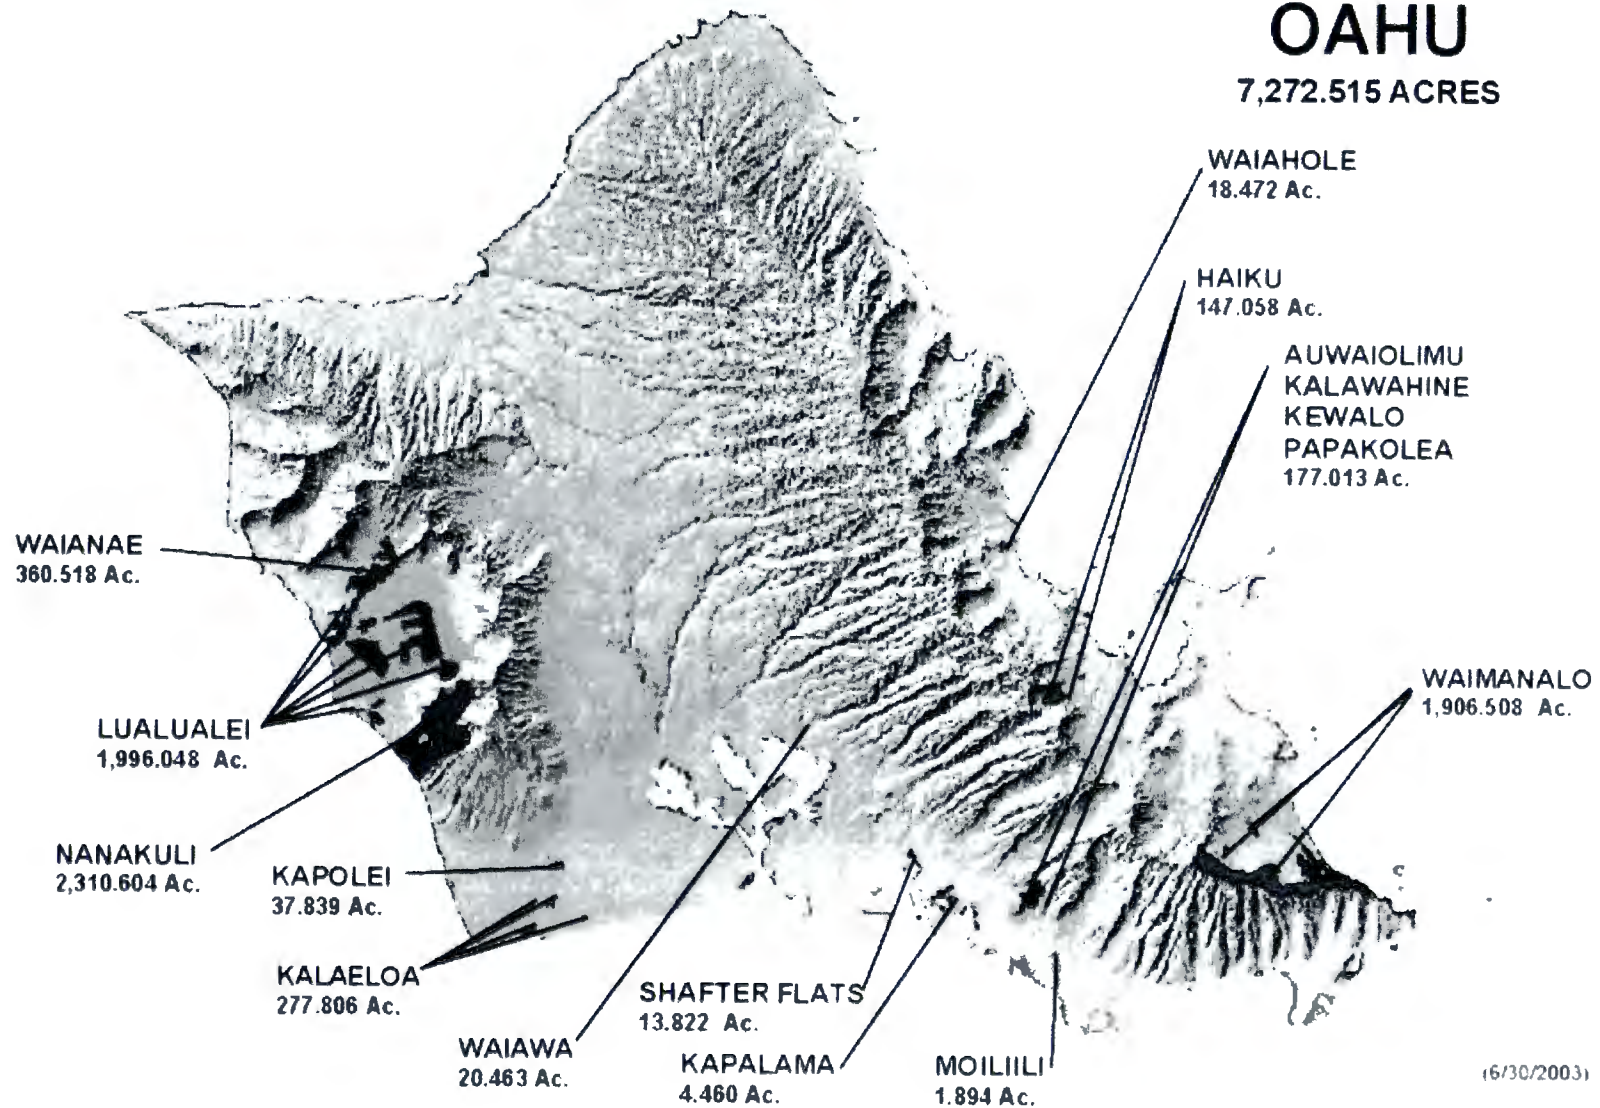 OAHU
7,272.515 ACRES
WAIAHOLE
18.472 Ac.
HAIKU
147.058 Ac.
AUWAIOLIMU
KALAWAHINE
KEWALO
PAPAKOLEA
177.013 Ac.
WAIANAE
360.518 Ac.
LUALUALEI
1,996.048 Ac.
WAIMANALO
1,906.508 Ac.
NANAKULI
2,310.604 Ac.
KAPOLEI
37.839 Ac.
KALAELOA
277.806 Ac.
SHAFTER FLATS
13.822 Ac.
WAIAWA
20.463 Ac.
KAPALAMA
4.460 Ac.
MOILIILI
1.894 Ac.
(6/30/2003)